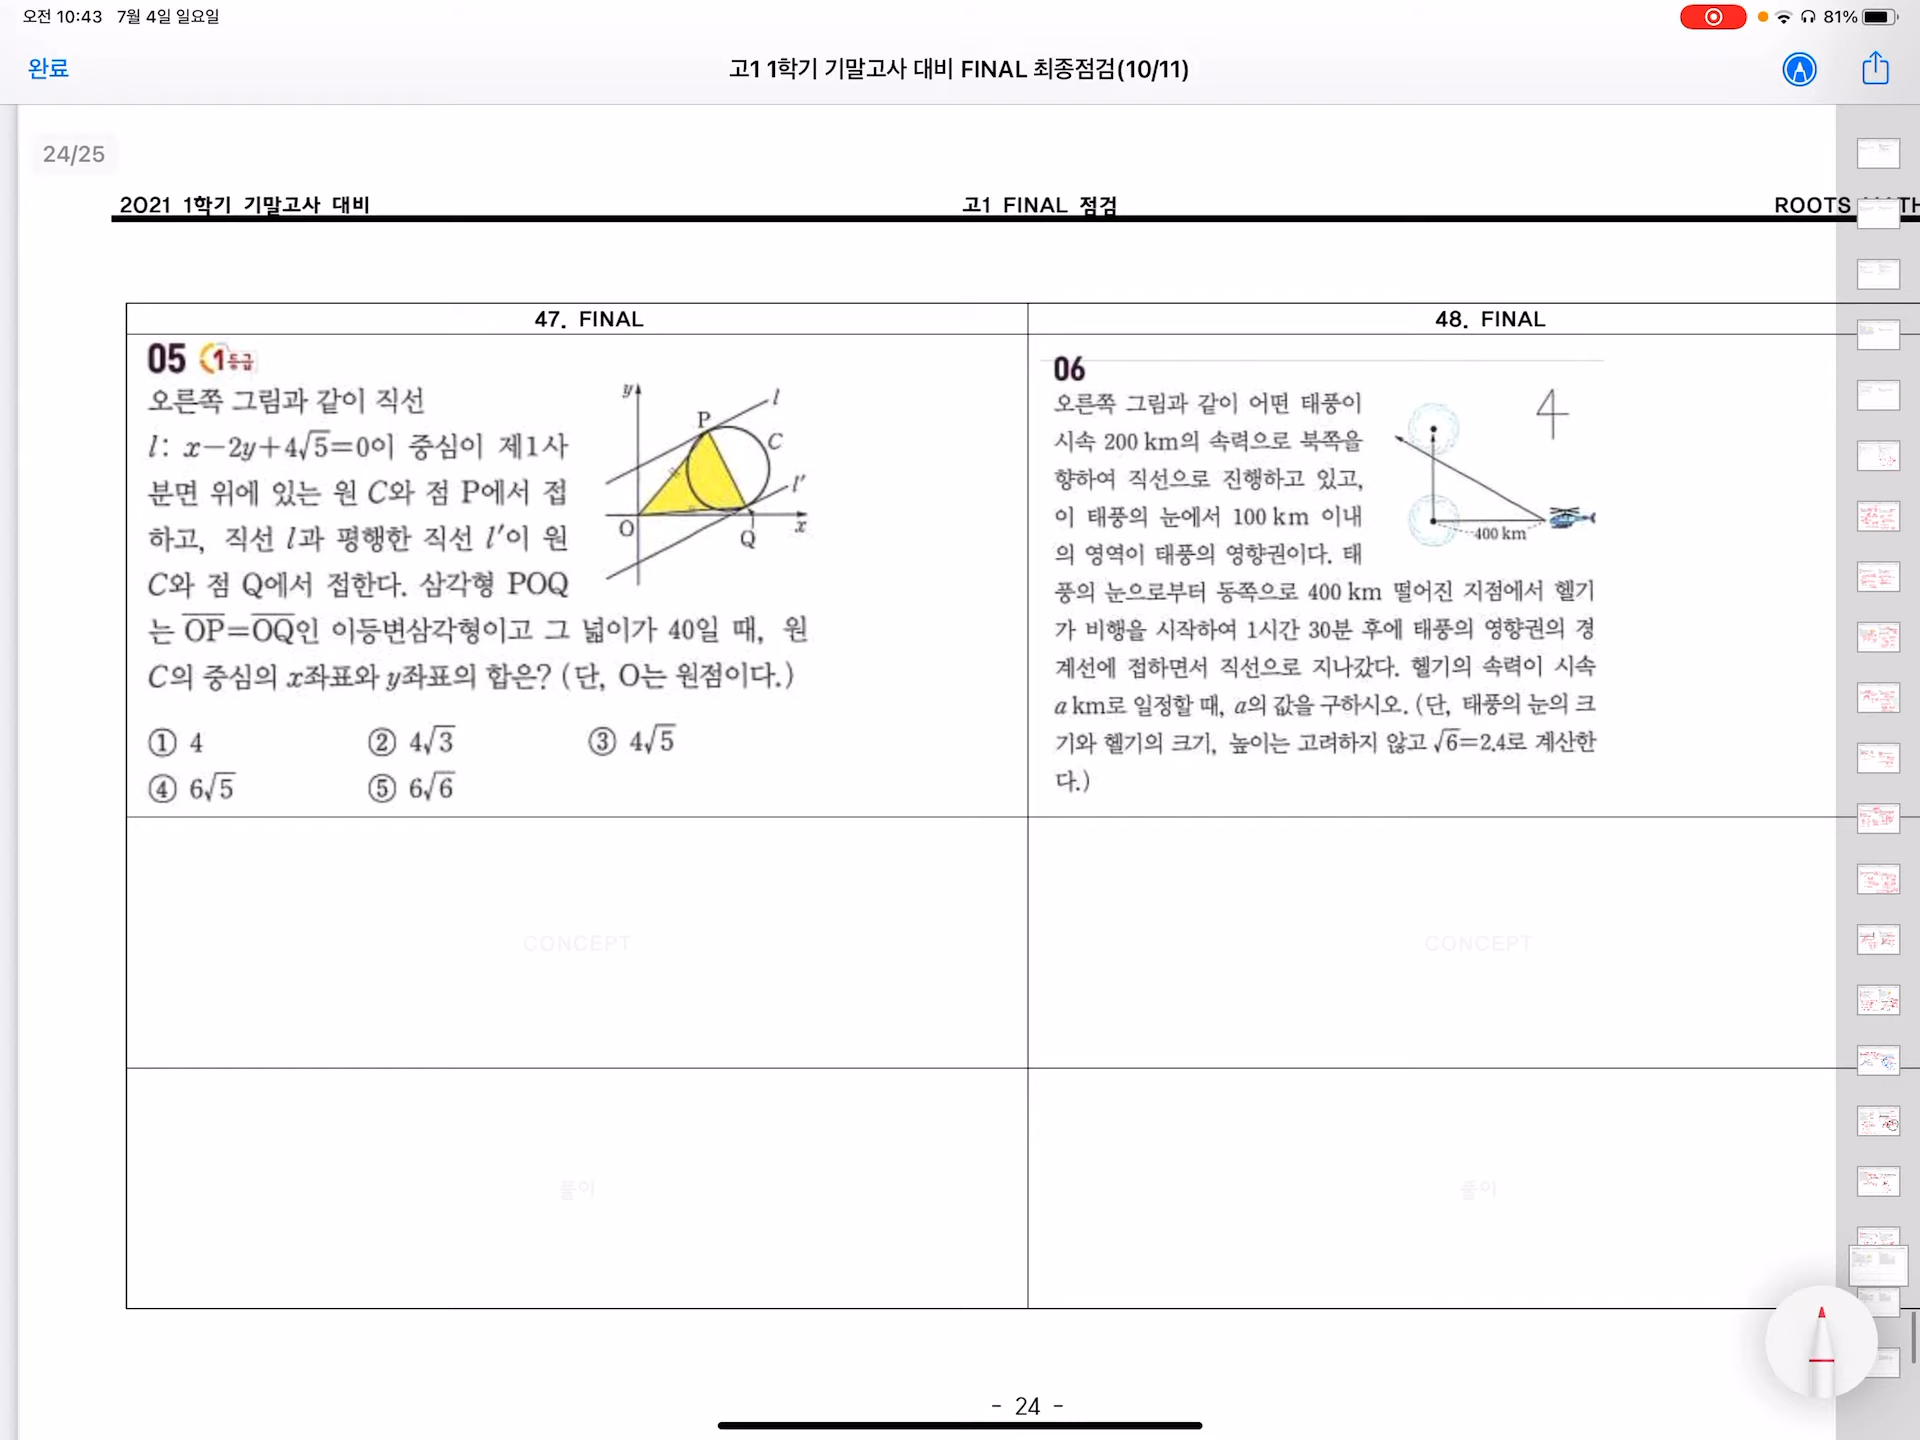 오전 10:43 7월 4일 일요일
81%
완료
고1 1학기 기말고사 대비 FINAL 최종점검(10/11)
24/25
2021 1학기 기말고사 대비
고1 FINAL 점검
ROOTS
47. FINAL
05 1등급
오른쪽 그림과 같이 직선
l: x-2y+4√5=0이 중심이 제1사
분면 위에 있는 원 C와 점 P에서 접
하고, 직선 l과 평행한 직선 l′이 원
C와 점 Q에서 접한다. 삼각형 POQ
는 OP=OQ인 이등변삼각형이고 그 넓이가 40일 때, 원
C의 중심의 x좌표와 y좌표의 합은? (단, O는 원점이다.)
y
l
P
C
l′
O
Q
x
① 4
② 4√3
③ 4√5
④ 6√5
⑤ 6√6
CONCEPT
풀이
48. FINAL
06
4
오른쪽 그림과 같이 어떤 태풍이
시속 200 km의 속력으로 북쪽을
향하여 직선으로 진행하고 있고,
이 태풍의 눈에서 100 km 이내
의 영역이 태풍의 영향권이다. 태
풍의 눈으로부터 동쪽으로 400 km 떨어진 지점에서 헬기
가 비행을 시작하여 1시간 30분 후에 태풍의 영향권의 경
계선에 접하면서 직선으로 지나갔다. 헬기의 속력이 시속
a km로 일정할 때, a의 값을 구하시오. (단, 태풍의 눈의 크
기와 헬기의 크기, 높이는 고려하지 않고 √6=2.4로 계산한
다.)
400 km
CONCEPT
풀이
- 24 -